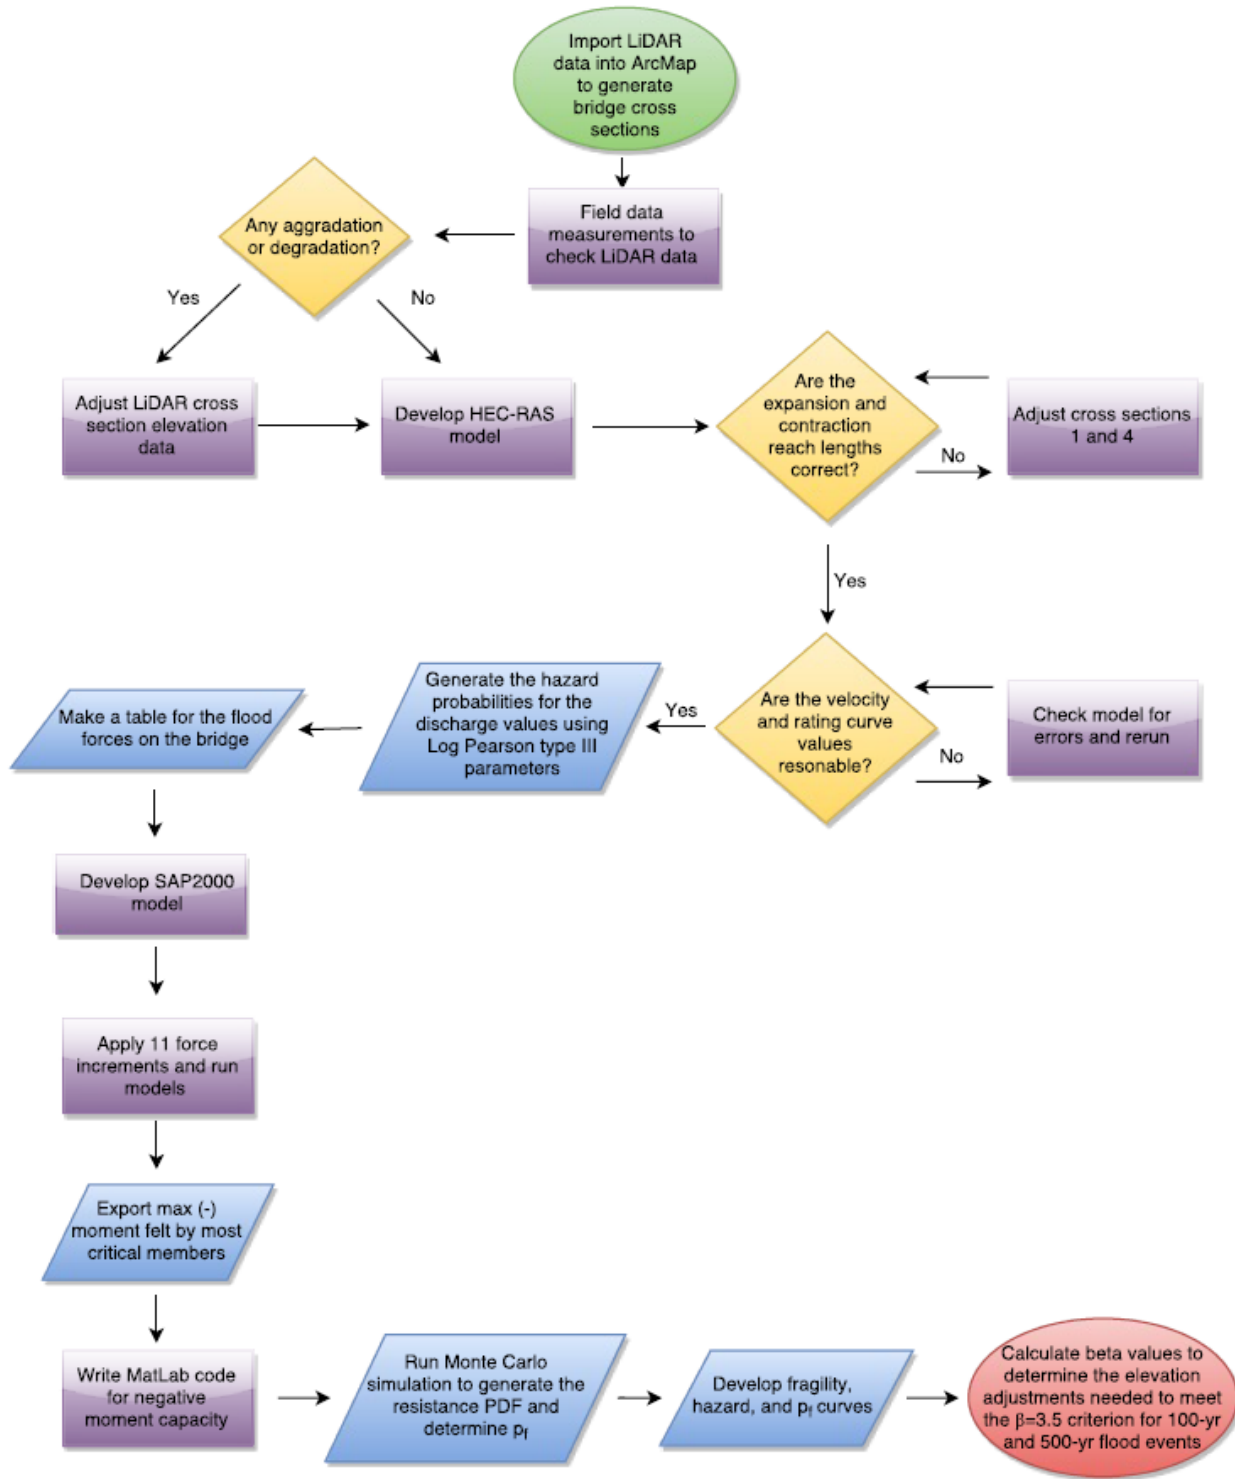 Import LiDAR
data into ArcMap
to generate
bridge cross
sections
Field data
measurements to
check LiDAR data
Any aggradation
or degradation?
Yes
No
Adjust LiDAR cross
section elevation
data
Develop HEC-RAS
model
Are the
expansion and
contraction
reach lengths
correct?
No
Adjust cross sections
1 and 4
Yes
Are the velocity
and rating curve
values
resonable?
No
Check model for
errors and rerun
Yes
Generate the hazard
probabilities for the
discharge values using
Log Pearson type III
parameters
Make a table for the flood
forces on the bridge
Develop SAP2000
model
Apply 11 force
increments and run
models
Export max (-)
moment felt by most
critical members
Write MatLab code
for negative
moment capacity
Run Monte Carlo
simulation to generate the
resistance PDF and
determine pf
Develop fragility,
hazard, and pf curves
Calculate beta values to
determine the elevation
adjustments needed to meet
the β=3.5 criterion for 100-yr
and 500-yr flood events